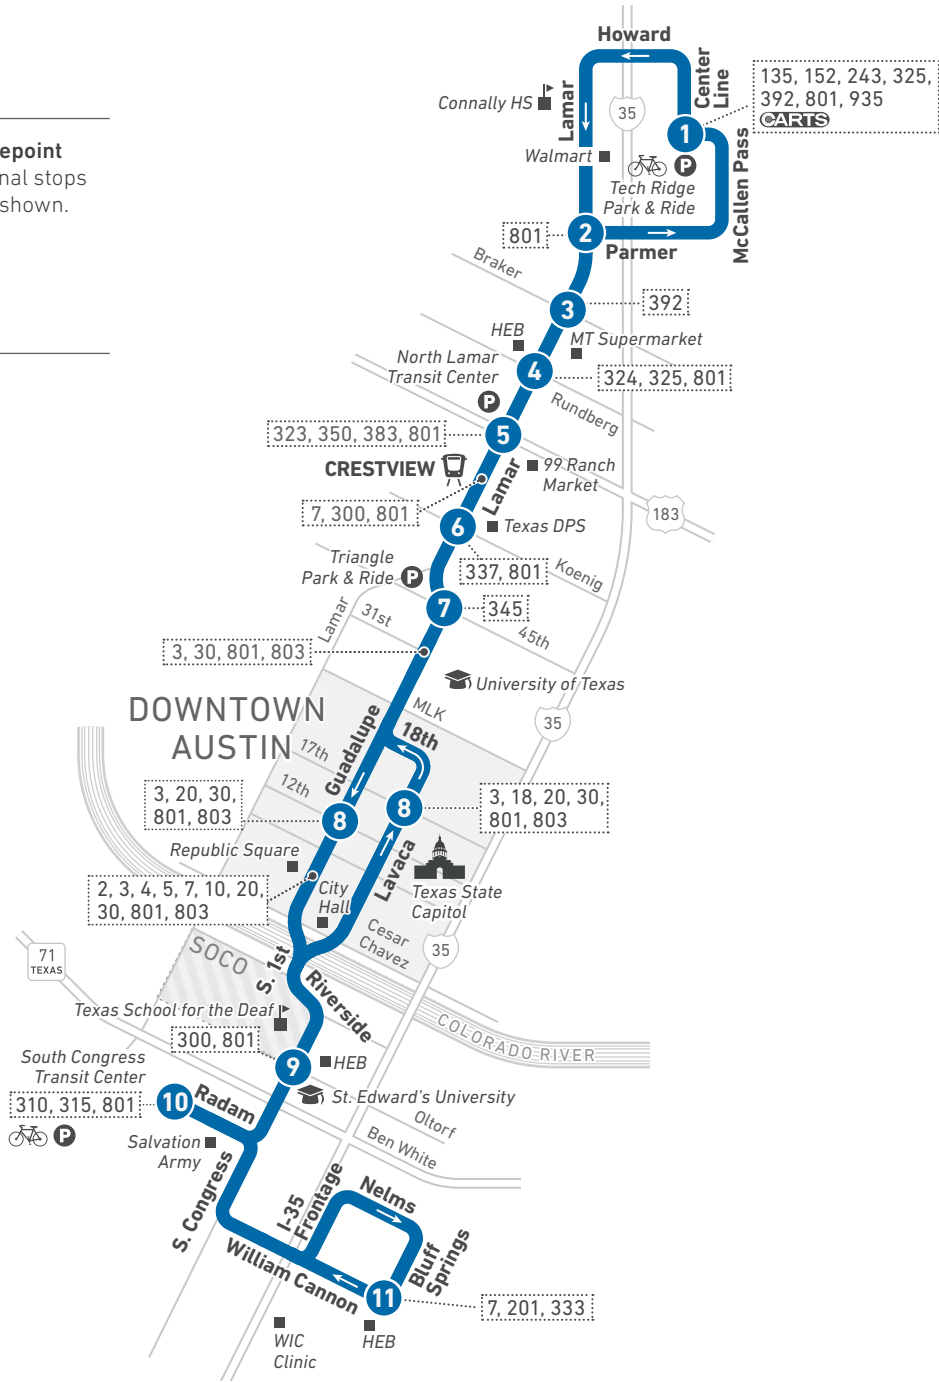 Howard
Center
Line
135, 152, 243, 325,
392, 801, 935
CARTS
Connally HS
Lamar
35
1
epoint
nal stops
shown.
Walmart
P
Tech Ridge
Park & Ride
McCallen Pass
801
2
Parmer
Braker
3
392
HEB
MT Supermarket
North Lamar
Transit Center
4
324, 325, 801
P
Rundberg
323, 350, 383, 801
5
CRESTVIEW
Lamar
99 Ranch
Market
7, 300, 801
183
6
Texas DPS
Triangle
Park & Ride
P
337, 801
Koenig
Lamar
31st
7
345
45th
3, 30, 801, 803
University of Texas
MLK
DOWNTOWN
AUSTIN
35
Guadalupe
18th
17th
12th
3, 20, 30,
801, 803
8
8
3, 18, 20, 30,
801, 803
Republic Square
Lavaca
2, 3, 4, 5, 7, 10, 20,
30, 801, 803
City
Hall
Texas State
Capitol
Cesar
Chavez
35
71
TEXAS
SOCO
S. 1st
Riverside
Texas School for the Deaf
COLORADO RIVER
300, 801
9
HEB
South Congress
Transit Center
310, 315, 801
10
Radam
St. Edward's University
Oltorf
P
Salvation
Army
Ben White
S. Congress
I-35
Frontage
Nelms
Bluff
Springs
William Cannon
11
7, 201, 333
WIC
Clinic
HEB